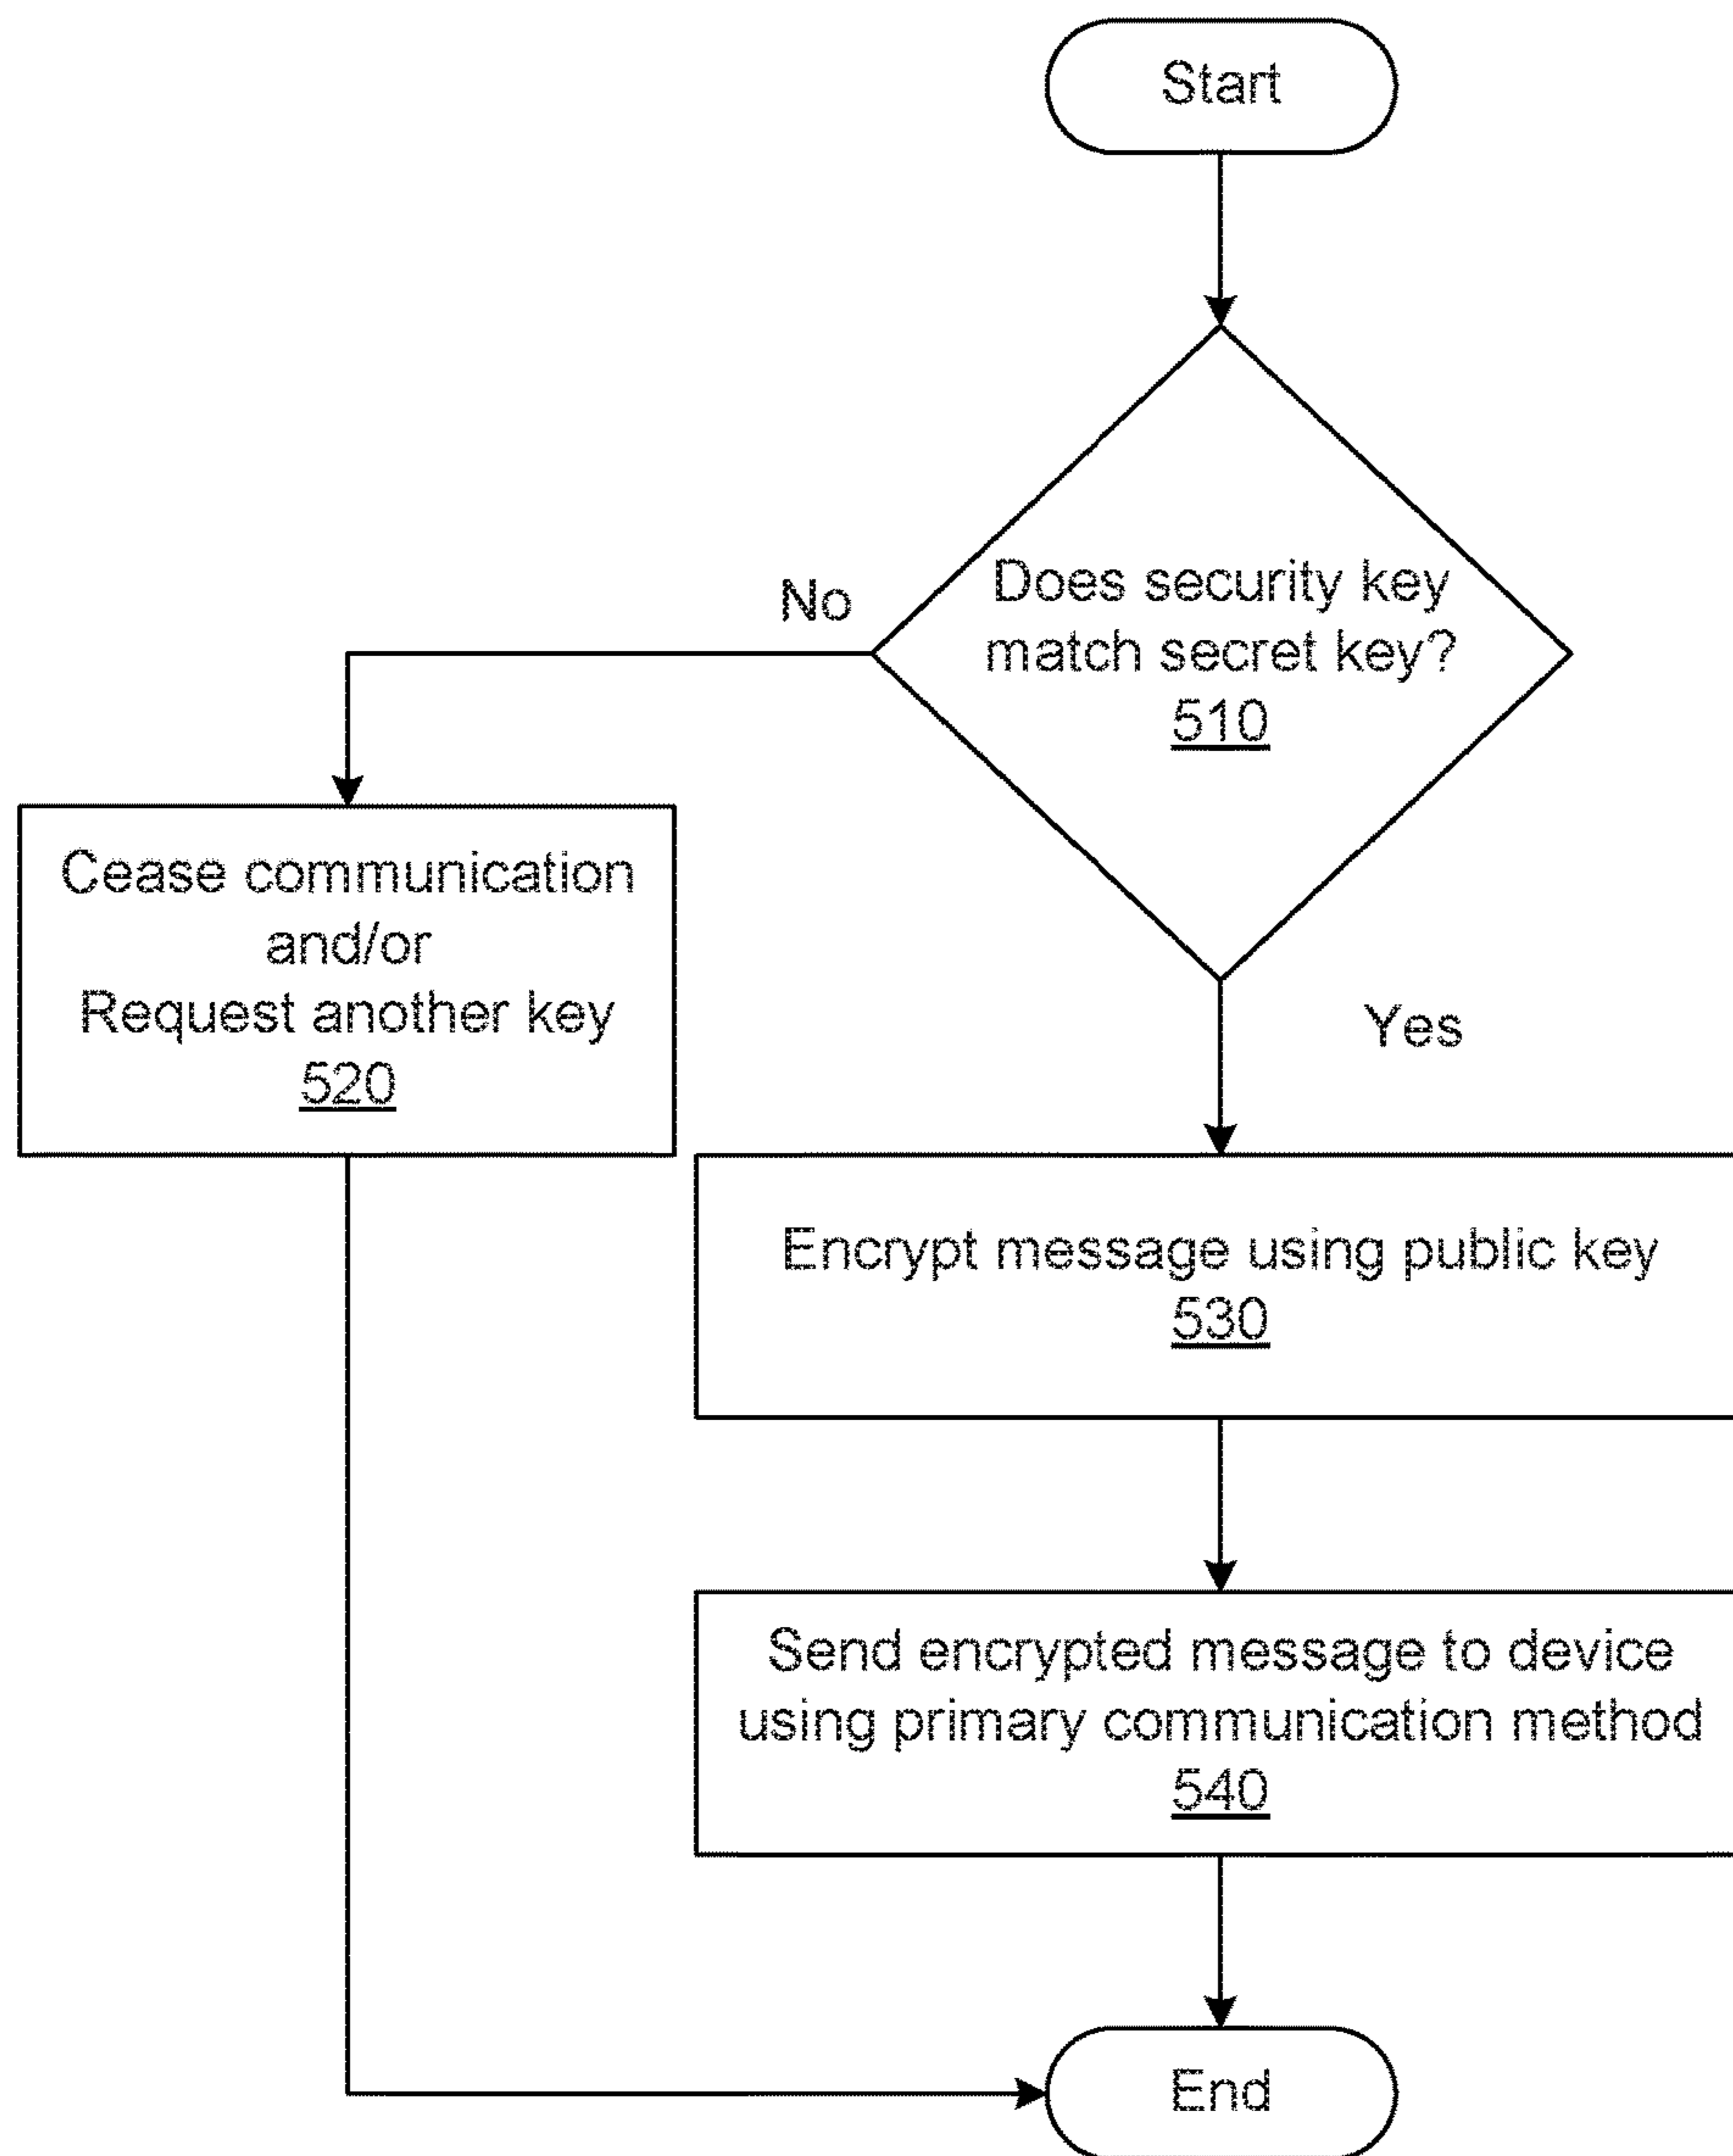 Start
Does security key
match secret key?
510
No
Yes
Cease communication
and/or
Request another key
520
Encrypt message using public key
530
Send encrypted message to device
using primary communication method
540
End